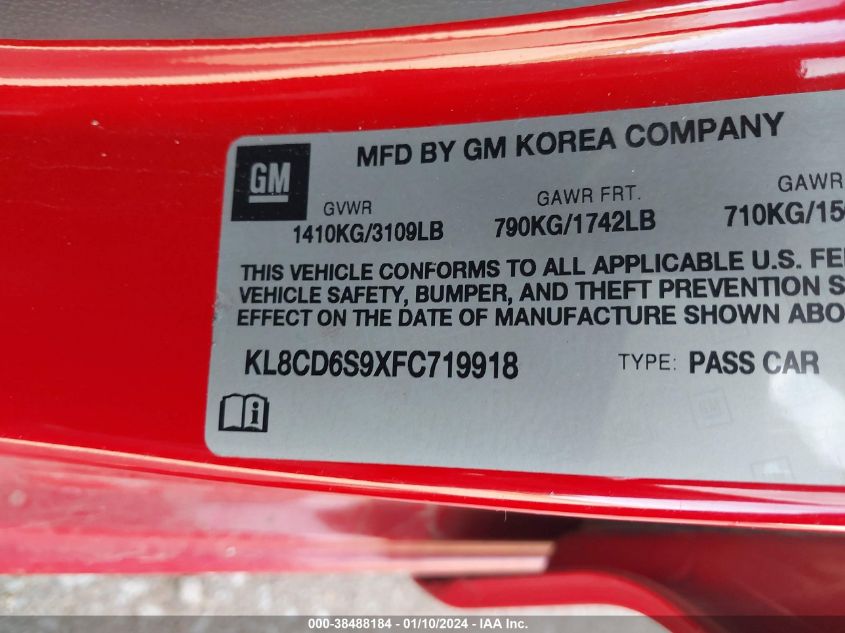 MFD BY GM KOREA COMPANY
GM
GVWR GAWR FRT. GAWR
1410KG/3109LB 790KG/1742LB 710KG/15
THIS VEHICLE CONFORMS TO ALL APPLICABLE U.S. FE
VEHICLE SAFETY, BUMPER, AND THEFT PREVENTION S
EFFECT ON THE DATE OF MANUFACTURE SHOWN ABO
KL8CD6S9XFC719918 TYPE: PASS CAR
i
000-38488184 - 01/10/2024 - IAA Inc.